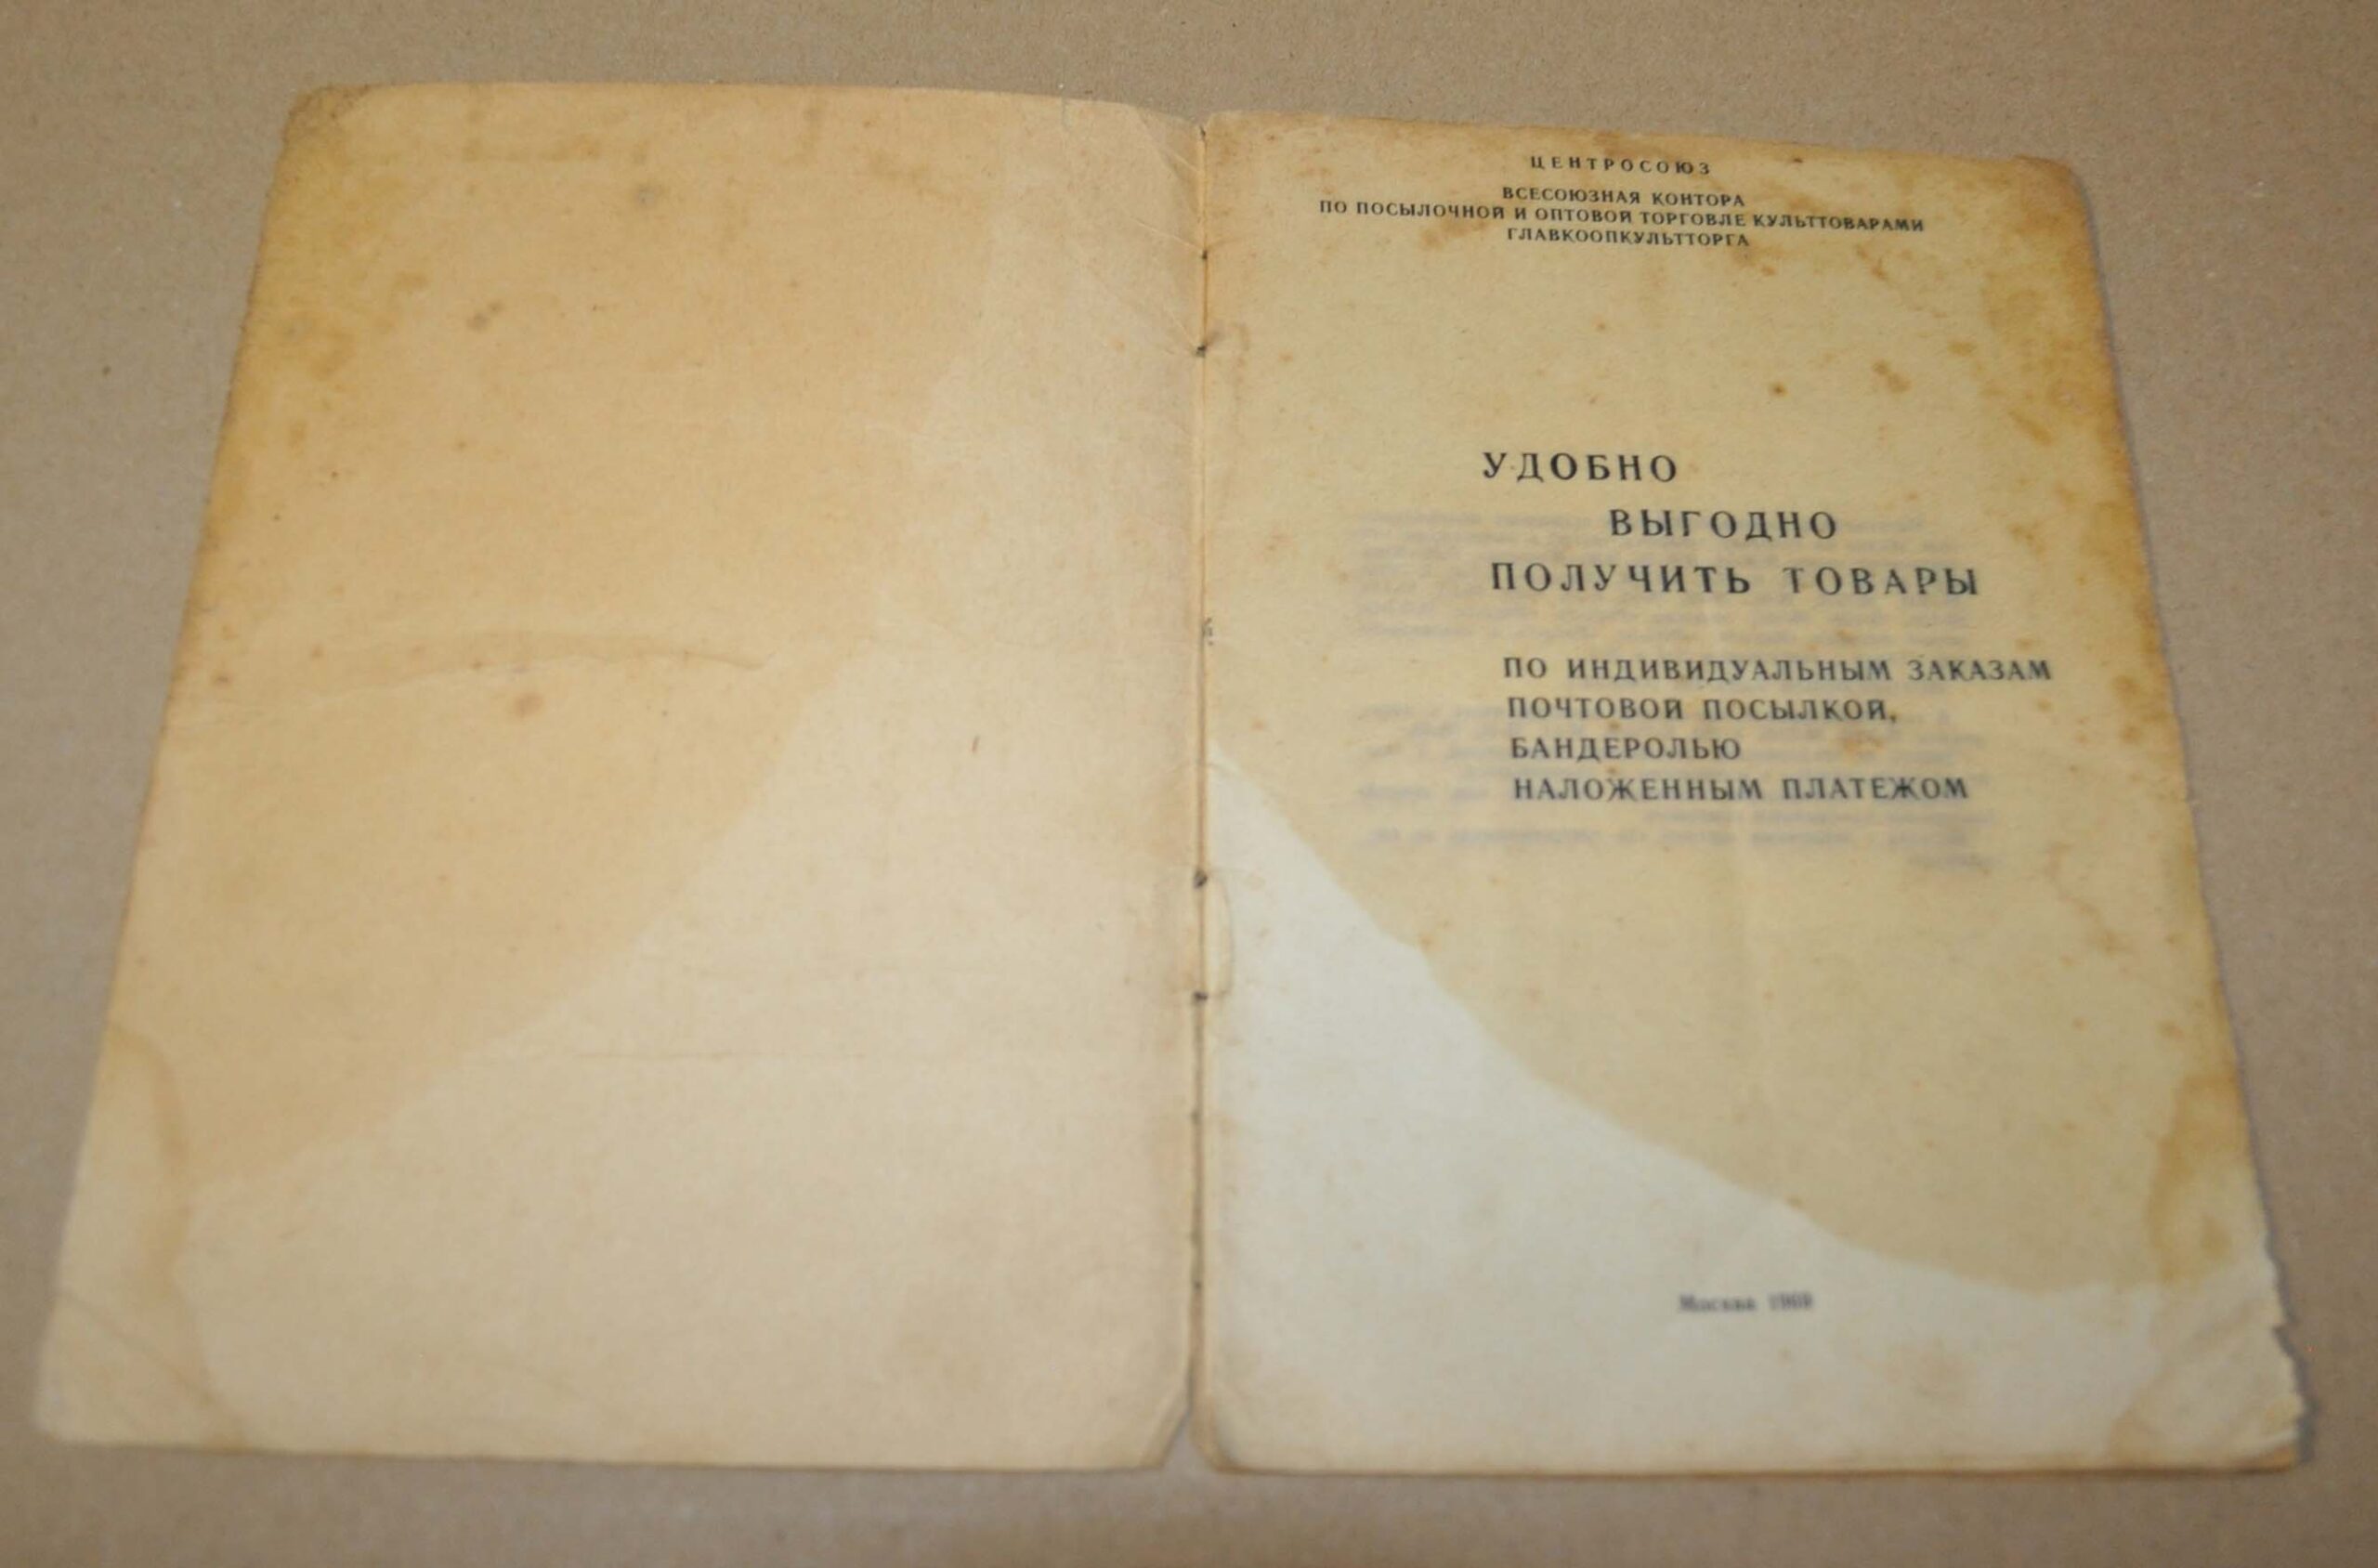 ЦЕНТРОСОЮЗ
ВСЕСОЮЗНАЯ КОНТОРА
ПО ПОСЫЛОЧНОЙ И ОПТОВОЙ ТОРГОВЛЕ КУЛЬТТОВАРАМИ
ГЛАВКООПКУЛЬТТОРГА
УДОБНО
ВЫГОДНО
ПОЛУЧИТЬ ТОВАРЫ
ПО ИНДИВИДУАЛЬНЫМ ЗАКАЗАМ
ПОЧТОВОЙ ПОСЫЛКОЙ,
БАНДЕРОЛЬЮ
НАЛОЖЕННЫМ ПЛАТЕЖОМ
Москва